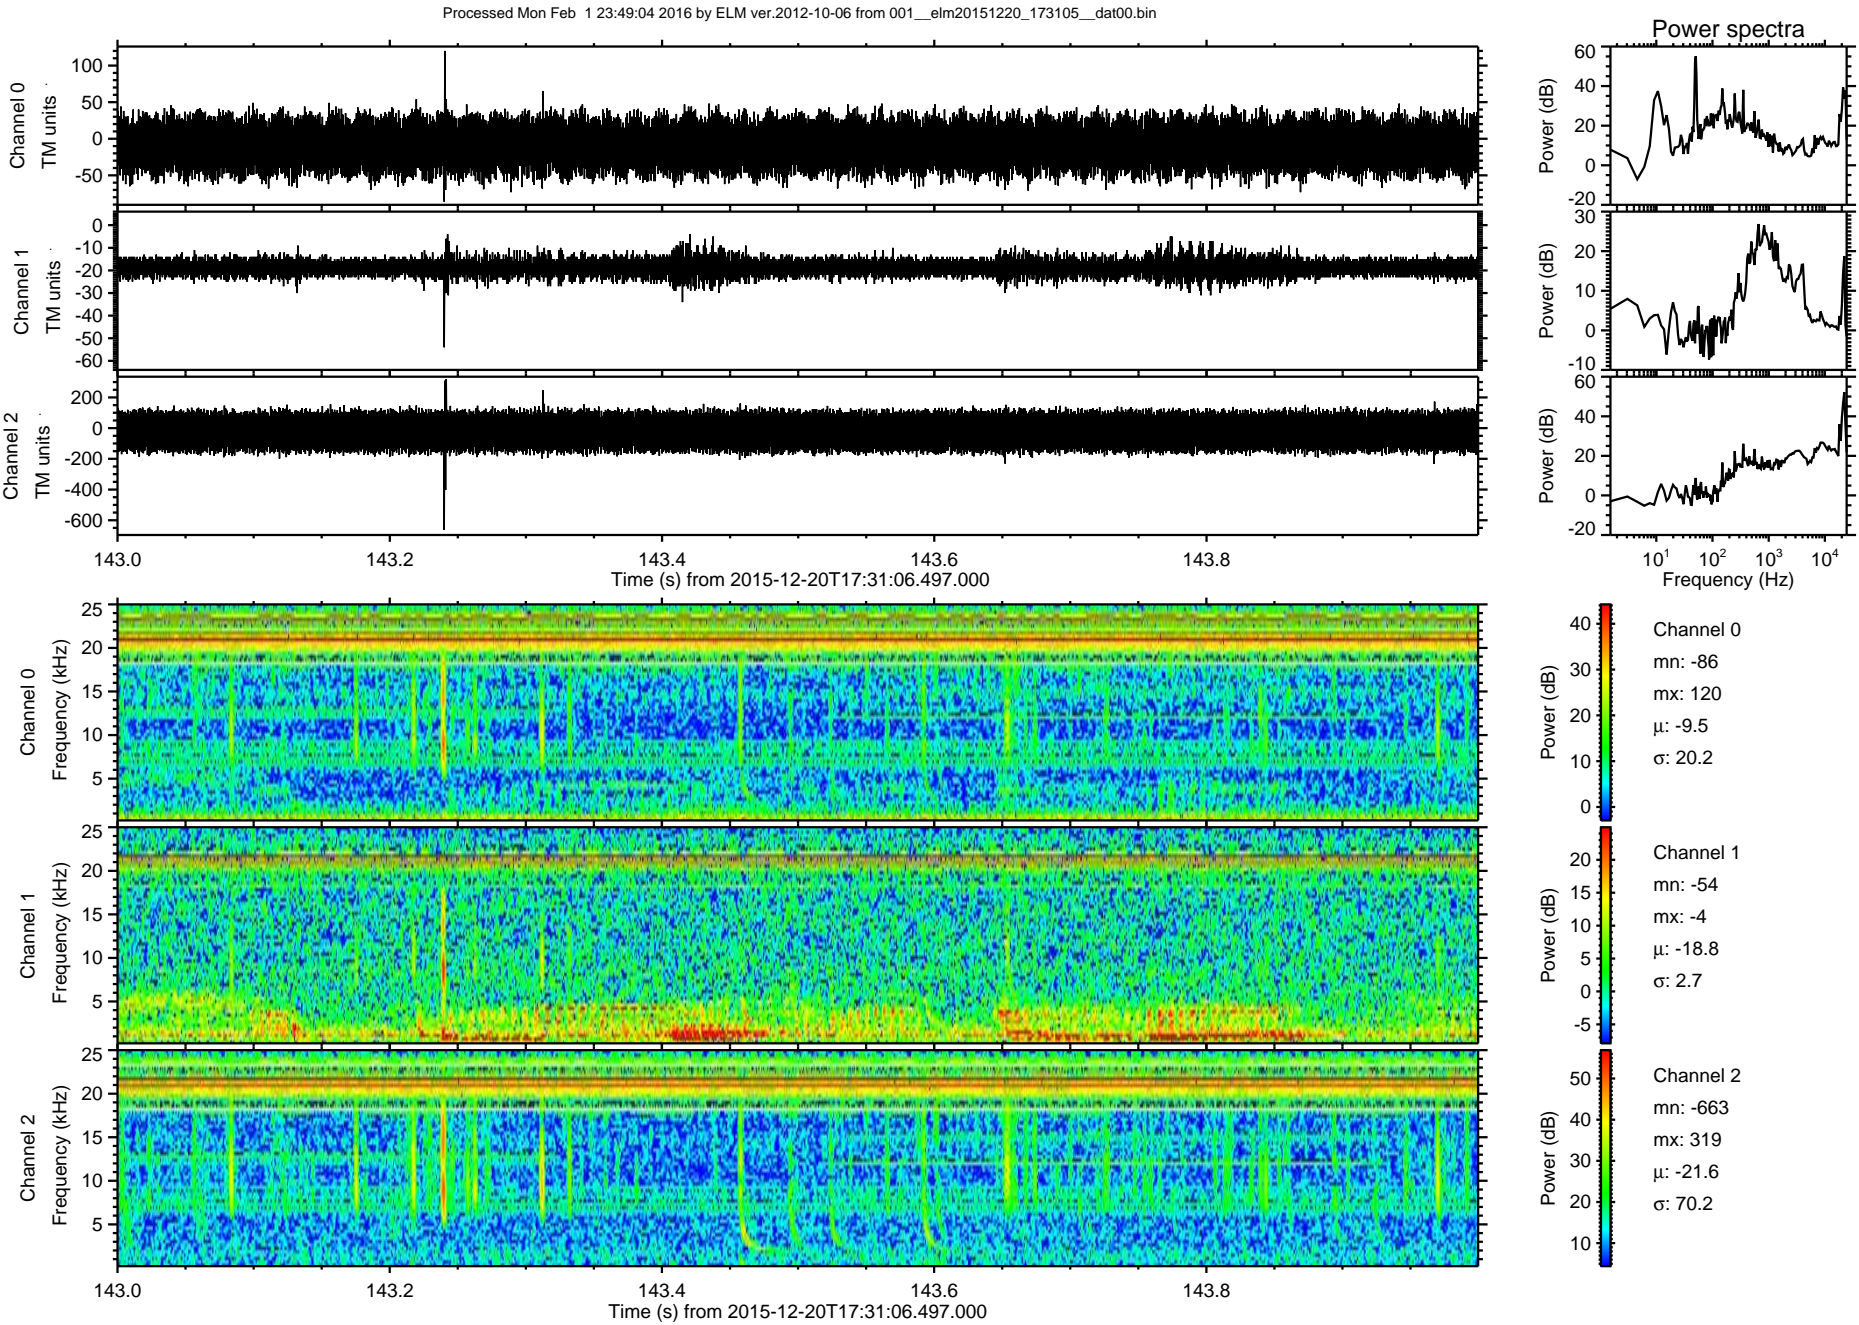 Processed Mon Feb  1 23:49:04 2016 by ELM ver.2012-10-06 from 001__elm20151220_173105__dat00.bin
Power spectra
Channel 0
TM units
100
50
0
-50
Power (dB)
60
40
20
0
-20
Channel 1
TM units
0
-10
-20
-30
-40
-50
-60
Power (dB)
30
20
10
0
-10
Channel 2
TM units
200
0
-200
-400
-600
Power (dB)
60
40
20
0
-20
143.0 143.2 143.4 143.6 143.8
Time (s) from 2015-12-20T17:31:06.497.000
10¹ 10² 10³ 10⁴
Frequency (Hz)
Channel 0
Frequency (kHz)
25
20
15
10
5
Power (dB)
40
30
20
10
0
Channel 0
mn: -86
mx: 120
μ: -9.5
σ: 20.2
Channel 1
Frequency (kHz)
25
20
15
10
5
Power (dB)
20
15
10
5
0
-5
Channel 1
mn: -54
mx: -4
μ: -18.8
σ: 2.7
Channel 2
Frequency (kHz)
25
20
15
10
5
Power (dB)
50
40
30
20
10
Channel 2
mn: -663
mx: 319
μ: -21.6
σ: 70.2
143.0 143.2 143.4 143.6 143.8
Time (s) from 2015-12-20T17:31:06.497.000